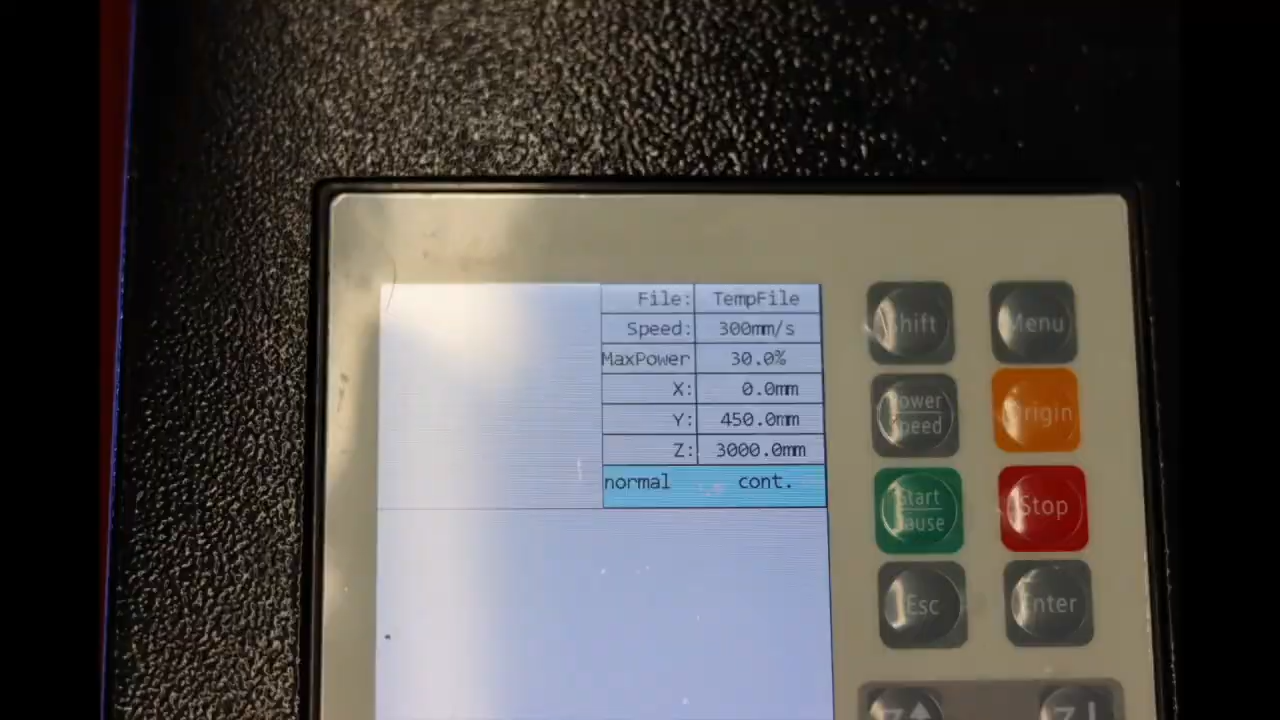 File: TempFile
Speed: 300mm/s
MaxPower 30.0%
X: 0.0mm
Y: 450.0mm
Z: 3000.0mm
normal cont.
Shift Menu
Power Speed Origin
Start Pause Stop
Esc Enter
Z Z